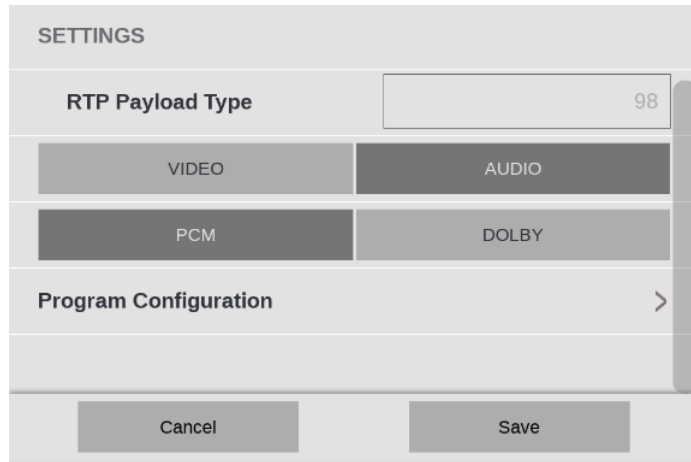 SETTINGS
RTP Payload Type 98
VIDEO AUDIO
PCM DOLBY
Program Configuration >
Cancel Save